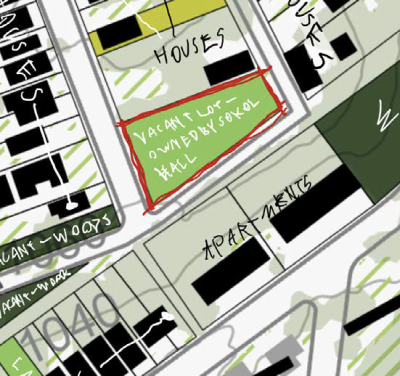 HOUSES
HOUSES
HOUSES
VACANT LOT-
OWNED BY SOKOL
HALL
W
VACANT-WOODS
APARTMENTS
1040